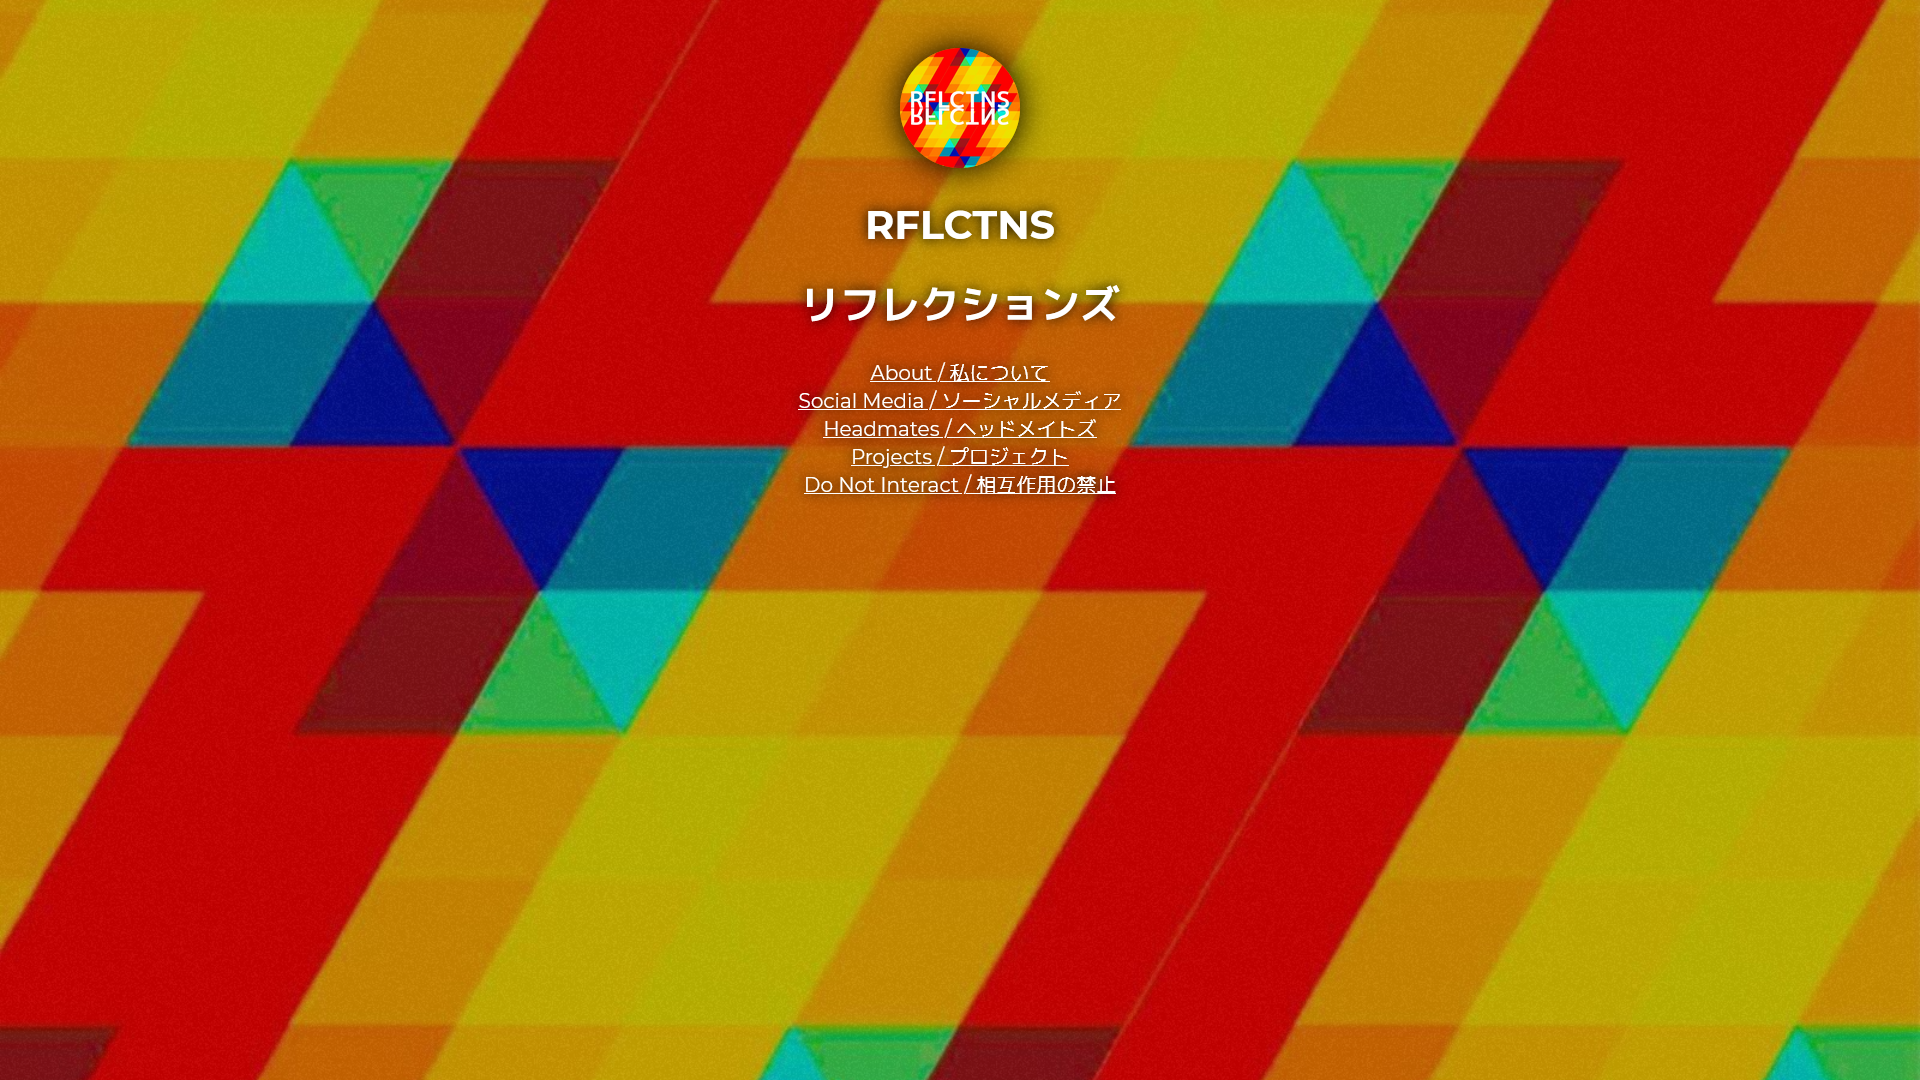 RFLCTNS
RFLCTNS
RFLCTNS
リフレクションズ
About / 私について
Social Media / ソーシャルメディア
Headmates / ヘッドメイトズ
Projects / プロジェクト
Do Not Interact / 相互作用の禁止